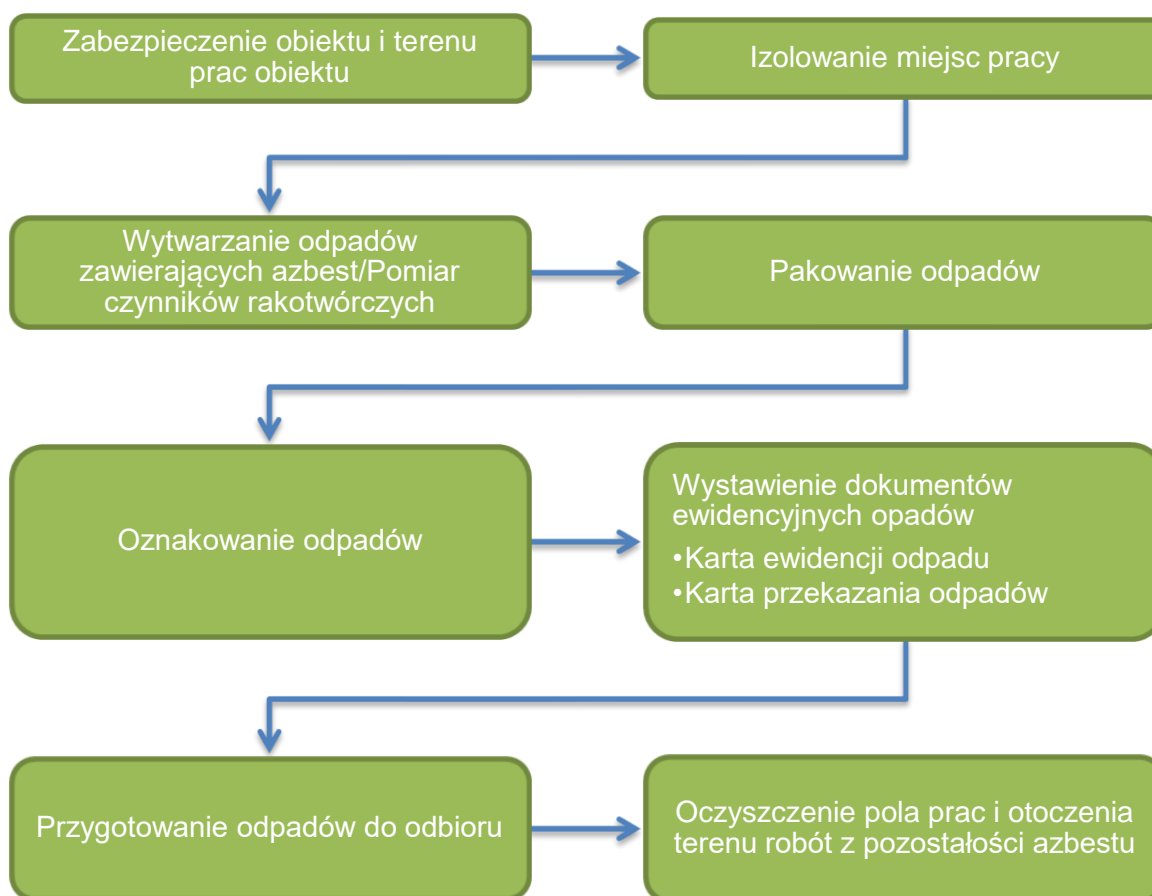 Zabezpieczenie obiektu i terenu
prac obiektu
Izolowanie miejsc pracy
Wytwarzanie odpadów
zawierających azbest/Pomiar
czynników rakotwórczych
Pakowanie odpadów
Oznakowanie odpadów
Wystawienie dokumentów
ewidencyjnych opadów
•Karta ewidencji odpadu
•Karta przekazania odpadów
Przygotowanie odpadów do odbioru
Oczyszczenie pola prac i otoczenia
terenu robót z pozostałości azbestu